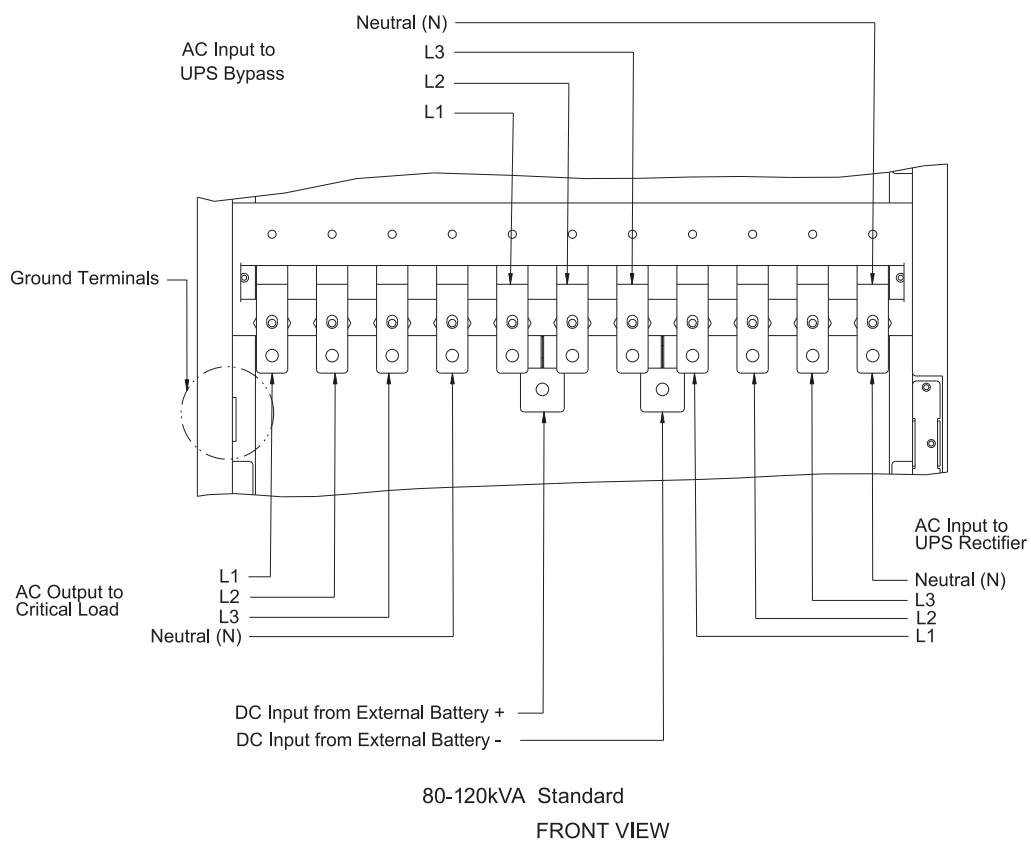 Neutral (N)
AC Input to
UPS Bypass
L3
L2
L1
Ground Terminals
AC Output to
Critical Load
L1
L2
L3
Neutral (N)
AC Input to
UPS Rectifier
Neutral (N)
L3
L2
L1
DC Input from External Battery +
DC Input from External Battery -
80-120kVA Standard
FRONT VIEW